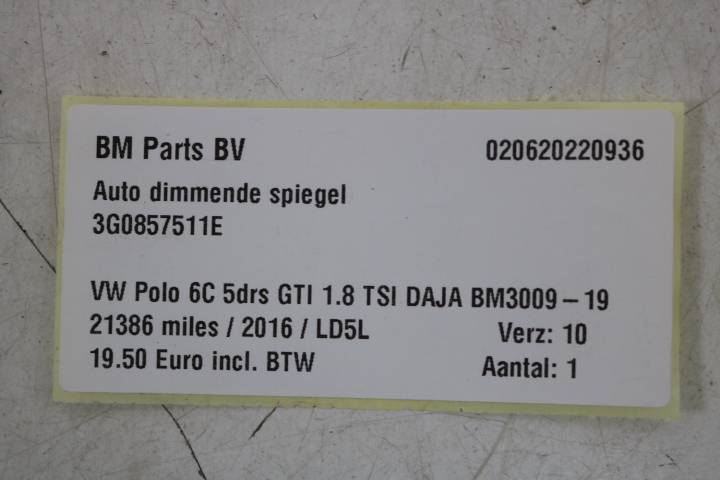 BM Parts BV 020620220936
Auto dimmende spiegel
3G0857511E
VW Polo 6C 5drs GTI 1.8 TSI DAJA BM3009-19
21386 miles / 2016 / LD5L Verz: 10
19.50 Euro incl. BTW Aantal: 1